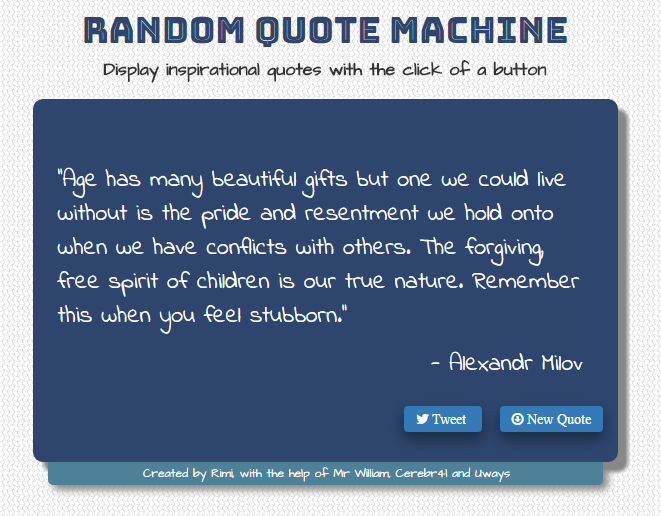 RANDOM QUOTE MACHINE
Display inspirational quotes with the click of a button
"Age has many beautiful gifts but one we could live
without is the pride and resentment we hold onto
when we have conflicts with others. The forgiving,
free spirit of children is our true nature. Remember
this when you feel stubborn."
- Alexandr Milov
Tweet New Quote
Created by Rimi, with the help of Mr William, Cerebr4l and Uways